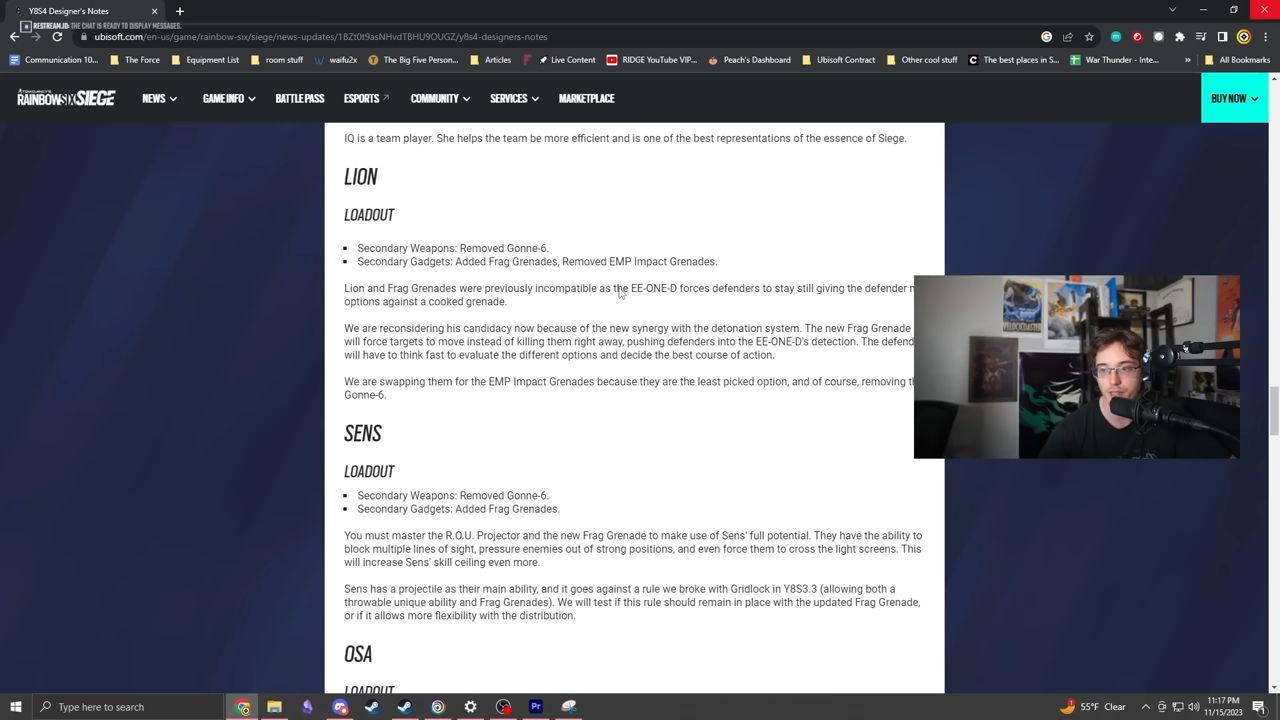 Y8S4 Designer's Notes
RESTREAM.IO: THE CHAT IS READY TO DISPLAY MESSAGES.
ubisoft.com/en-us/game/rainbow-six/siege/news-updates/1BZt0t9asNHvdTBHU9OUGZ/y8s4-designers-notes
Communication 10... The Force Equipment List room stuff waifu2x The Big Five Person... Articles Live Content RIDGE YouTube VIP... Peach's Dashboard Ubisoft Contract Other cool stuff The best places in S... War Thunder - Inte... All Bookmarks
RAINBOW SIX SIEGE NEWS GAME INFO BATTLE PASS ESPORTS COMMUNITY SERVICES MARKETPLACE BUY NOW
IQ is a team player. She helps the team be more efficient and is one of the best representations of the essence of Siege.
LION
LOADOUT
▪ Secondary Weapons: Removed Gonne-6.
▪ Secondary Gadgets: Added Frag Grenades, Removed EMP Impact Grenades.
Lion and Frag Grenades were previously incompatible as the EE-ONE-D forces defenders to stay still giving the defender
options against a cooked grenade.
We are reconsidering his candidacy now because of the new synergy with the detonation system. The new Frag Grenade
will force targets to move instead of killing them right away, pushing defenders into the EE-ONE-D's detection. The defend
will have to think fast to evaluate the different options and decide the best course of action.
We are swapping them for the EMP Impact Grenades because they are the least picked option, and of course, removing
Gonne-6.
SENS
LOADOUT
▪ Secondary Weapons: Removed Gonne-6.
▪ Secondary Gadgets: Added Frag Grenades.
You must master the R.O.U. Projector and the new Frag Grenade to make use of Sens' full potential. They have the ability to
block multiple lines of sight, pressure enemies out of strong positions, and even force them to cross the light screens. This
will increase Sens' skill ceiling even more.
Sens has a projectile as their main ability, and it goes against a rule we broke with Gridlock in Y8S3.3 (allowing both a
throwable unique ability and Frag Grenades). We will test if this rule should remain in place with the updated Frag Grenade,
or if it allows more flexibility with the distribution.
OSA
LOADOUT
Type here to search
55°F Clear
11:17 PM
11/15/2023